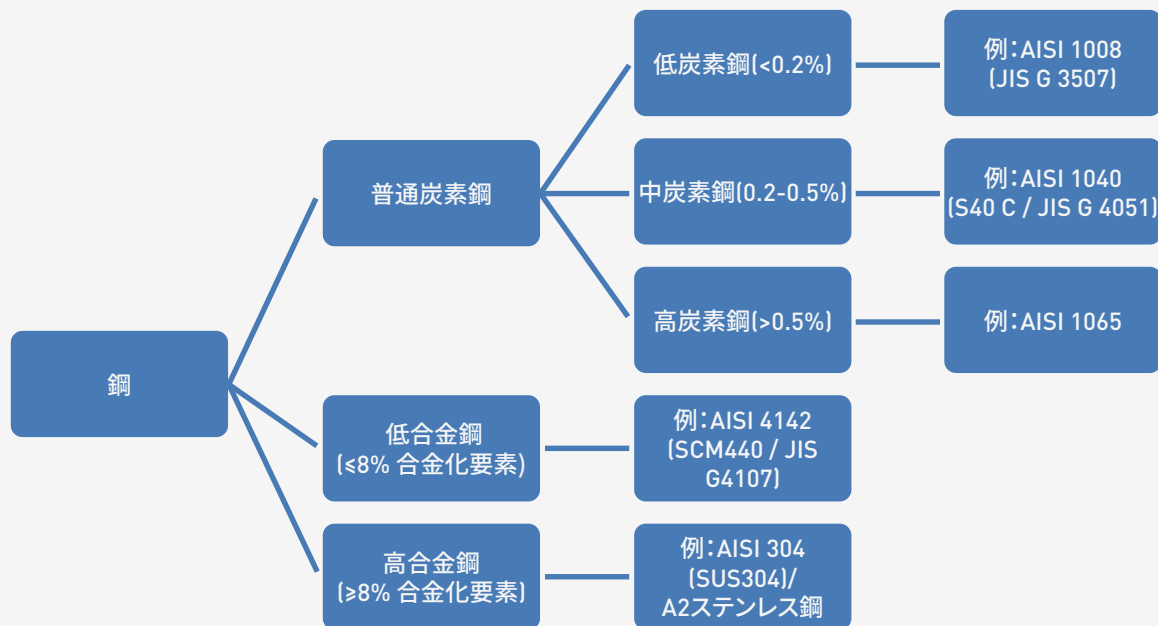 鋼
普通炭素鋼
低炭素鋼(<0.2%)
例：AISI 1008
(JIS G 3507)
中炭素鋼(0.2-0.5%)
例：AISI 1040
(S40 C / JIS G 4051)
高炭素鋼(>0.5%)
例：AISI 1065
低合金鋼
(≤8% 合金化要素)
例：AISI 4142
(SCM440 / JIS
G4107)
高合金鋼
(≥8% 合金化要素)
例：AISI 304
(SUS304)/
A2ステンレス鋼